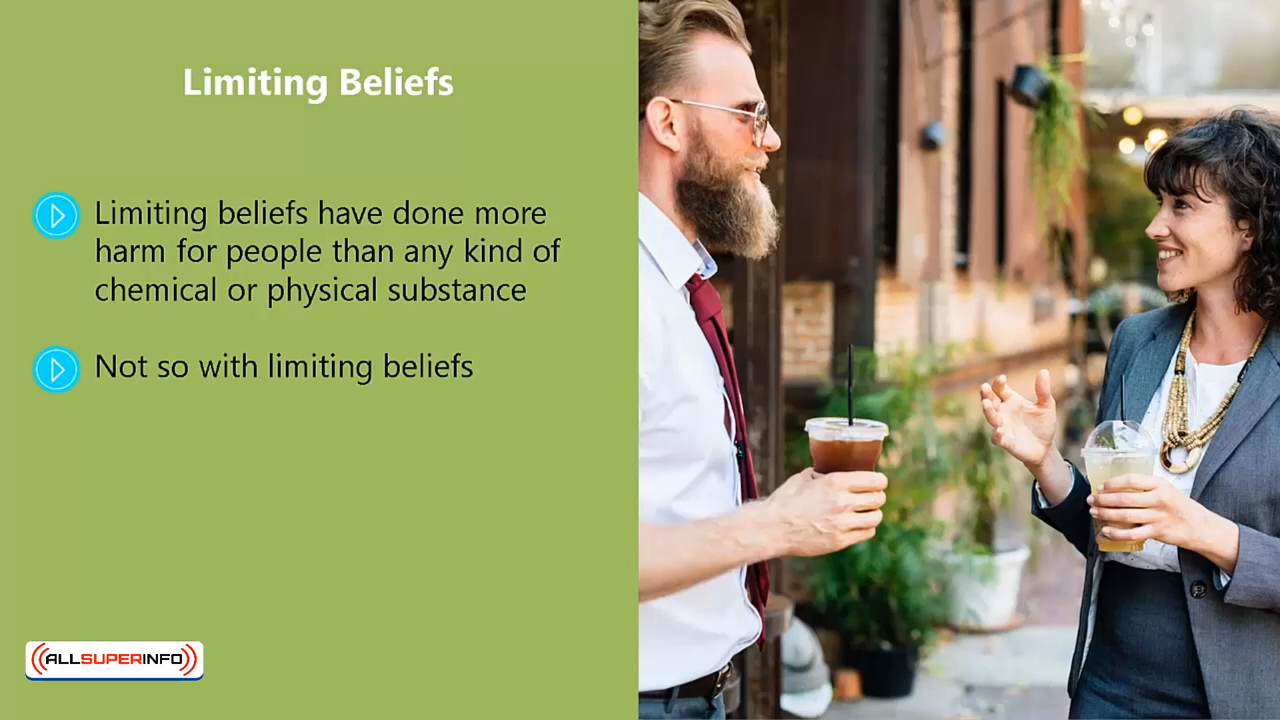 Limiting Beliefs
Limiting beliefs have done more
harm for people than any kind of
chemical or physical substance
Not so with limiting beliefs
ALLSUPERINFO